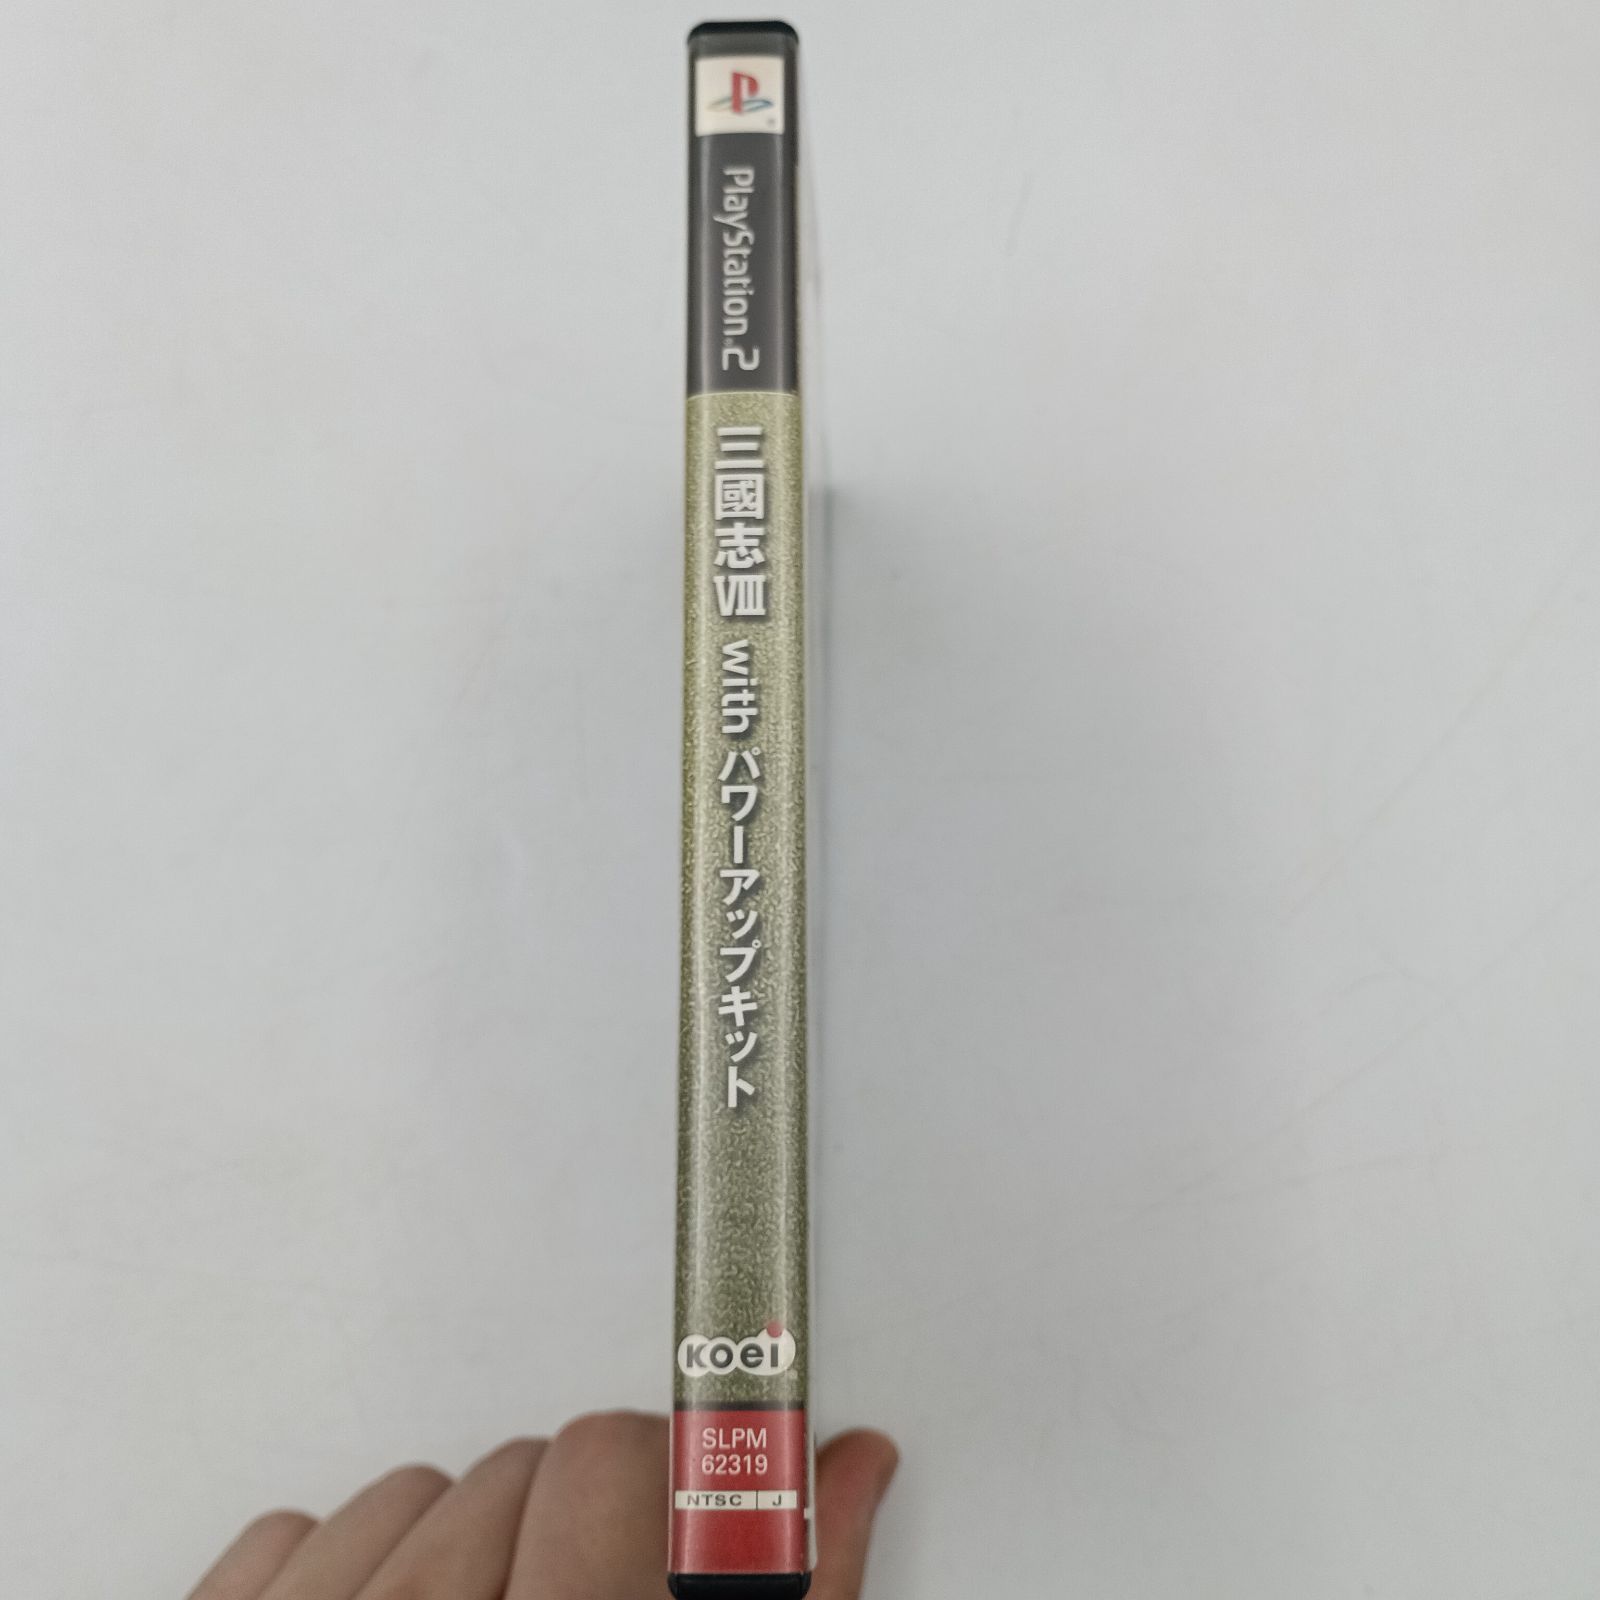 PlayStation®2
三國志Ⅷ with パワーアップキット
KOEI
SLPM
62319
NTSC J